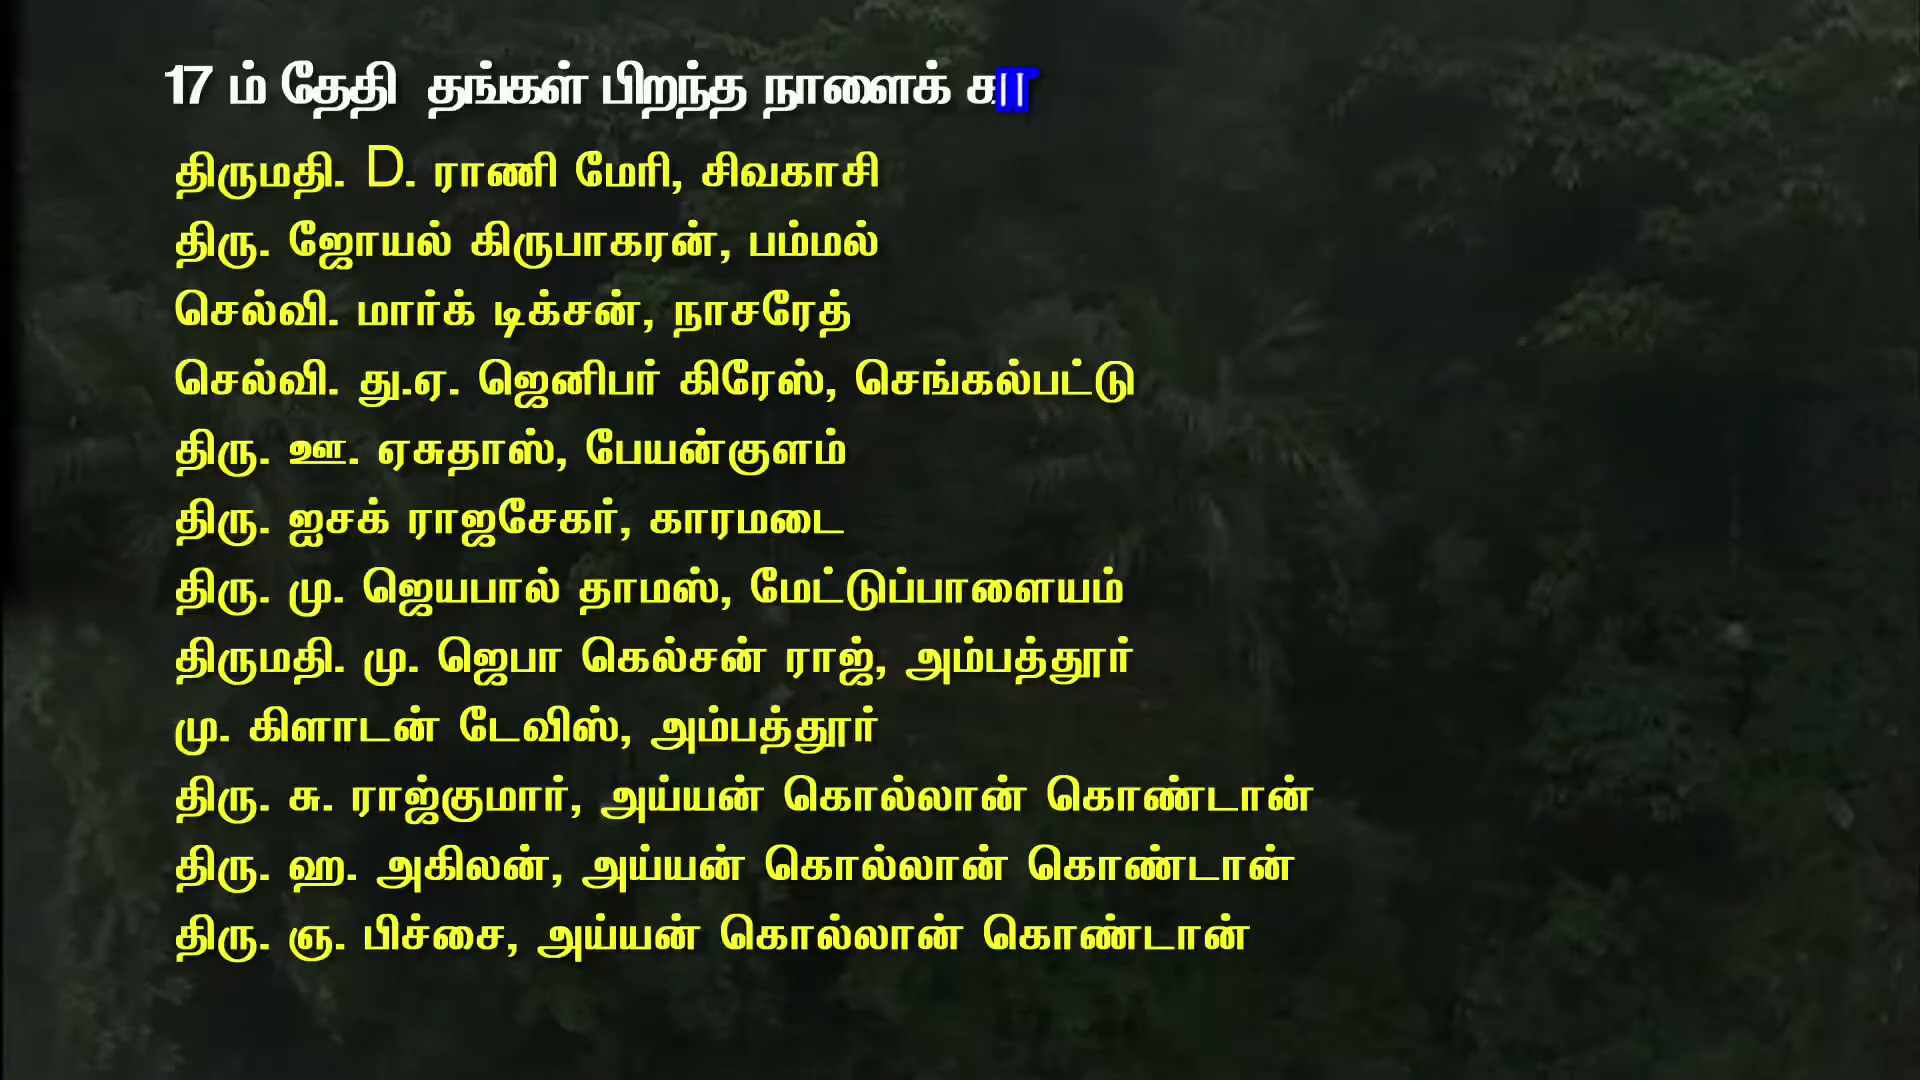 17 ம் தேதி தங்கள் பிறந்த நாளைக் கா
திருமதி. D. ராணி மேரி, சிவகாசி
திரு. ஜோயல் கிருபாகரன், பம்மல்
செல்வி. மார்க் டிக்சன், நாசரேத்
செல்வி. து.ஏ. ஜெனிபர் கிரேஸ், செங்கல்பட்டு
திரு. ஊ. ஏசுதாஸ், பேயன்குளம்
திரு. ஐசக் ராஜசேகர், காரமடை
திரு. மு. ஜெயபால் தாமஸ், மேட்டுப்பாளையம்
திருமதி. மு. ஜெபா கெல்சன் ராஜ், அம்பத்தூர்
மு. கிளாடன் டேவிஸ், அம்பத்தூர்
திரு. சு. ராஜ்குமார், அய்யன் கொல்லான் கொண்டான்
திரு. ஹ. அகிலன், அய்யன் கொல்லான் கொண்டான்
திரு. ஞ. பிச்சை, அய்யன் கொல்லான் கொண்டான்